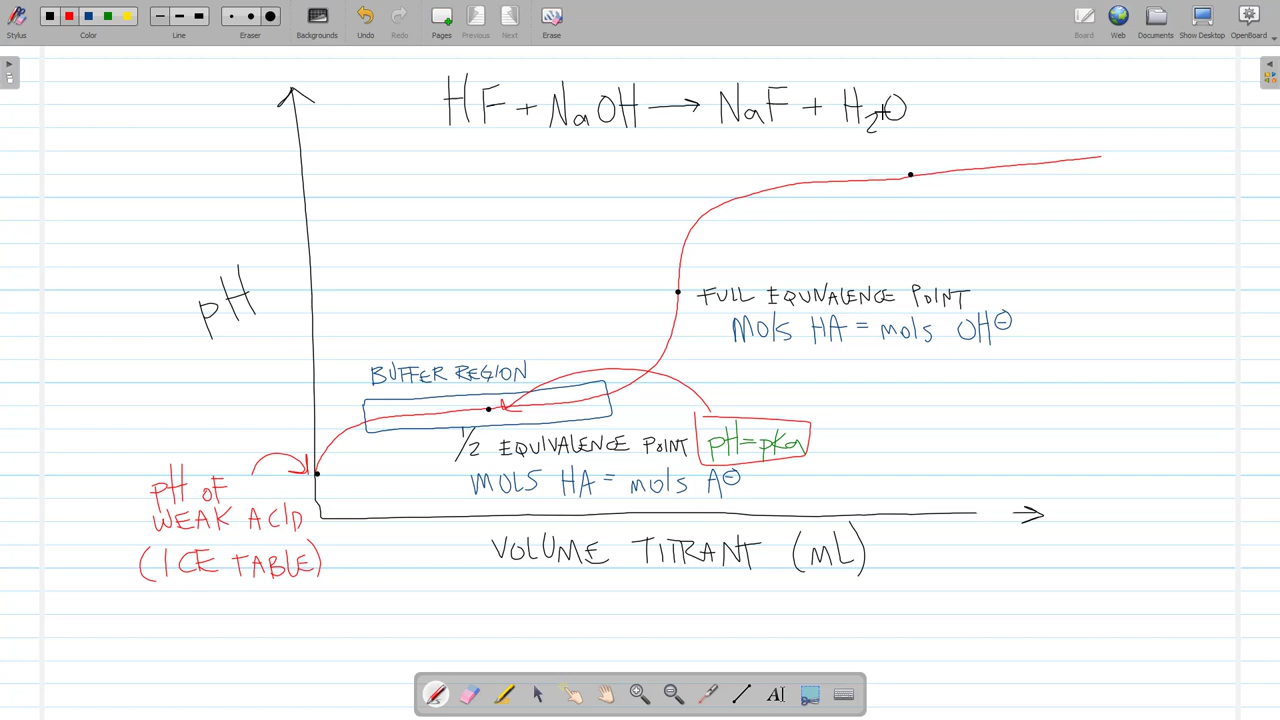 Stylus
Color
Line
Eraser
Backgrounds
Undo
Redo
Pages
Previous
Next
Erase
Board
Web
Documents
Show Desktop
OpenBoard
HF + NaOH → NaF + H₂O
pH
FULL EQUIVALENCE POINT
Mols HA = mols OH⊖
BUFFER REGION
1/2 EQUIVALENCE POINT pH=pKa
MOLS HA = mols A⊖
pH OF
WEAK ACID
(ICE TABLE)
VOLUME TITRANT (mL)
AI